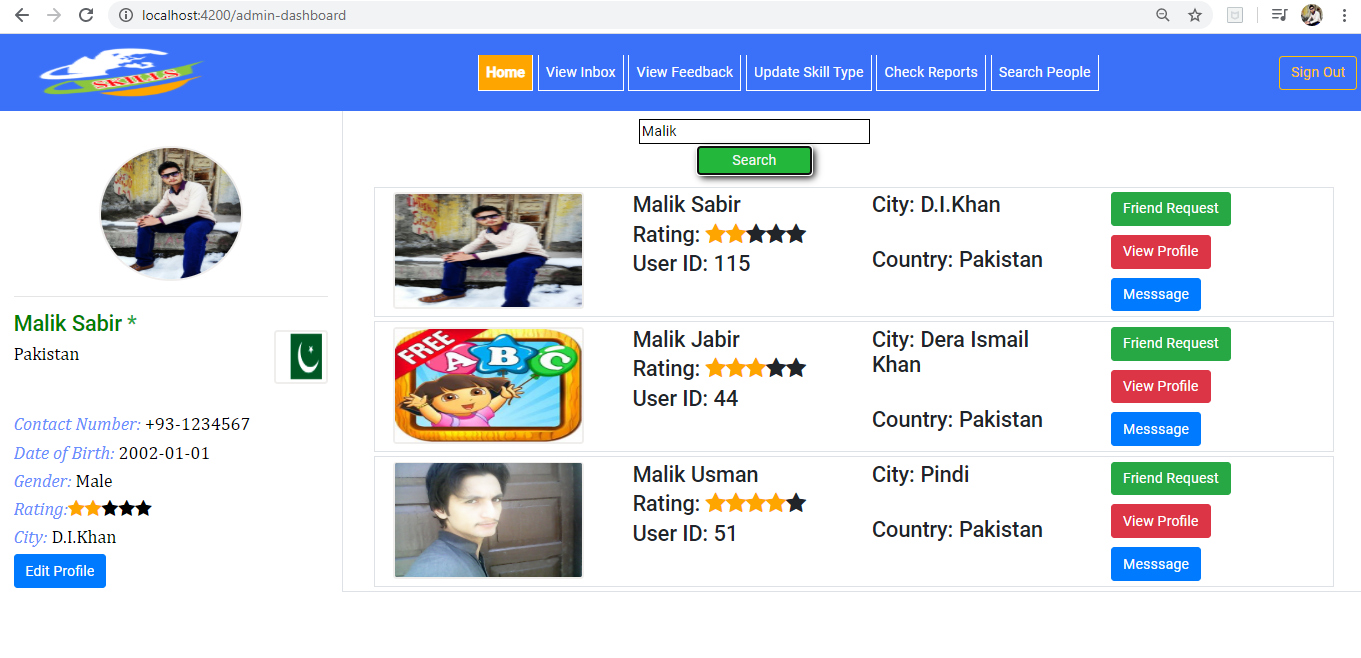 localhost:4200/admin-dashboard
SKILLS
Home
View Inbox
View Feedback
Update Skill Type
Check Reports
Search People
Sign Out
Malik
Search
Malik Sabir *
Pakistan
Contact Number: +93-1234567
Date of Birth: 2002-01-01
Gender: Male
Rating:
City: D.I.Khan
Edit Profile
Malik Sabir
Rating:
User ID: 115
City: D.I.Khan
Country: Pakistan
Friend Request
View Profile
Messsage
FREE
ABC
Malik Jabir
Rating:
User ID: 44
City: Dera Ismail
Khan
Country: Pakistan
Friend Request
View Profile
Messsage
Malik Usman
Rating:
User ID: 51
City: Pindi
Country: Pakistan
Friend Request
View Profile
Messsage